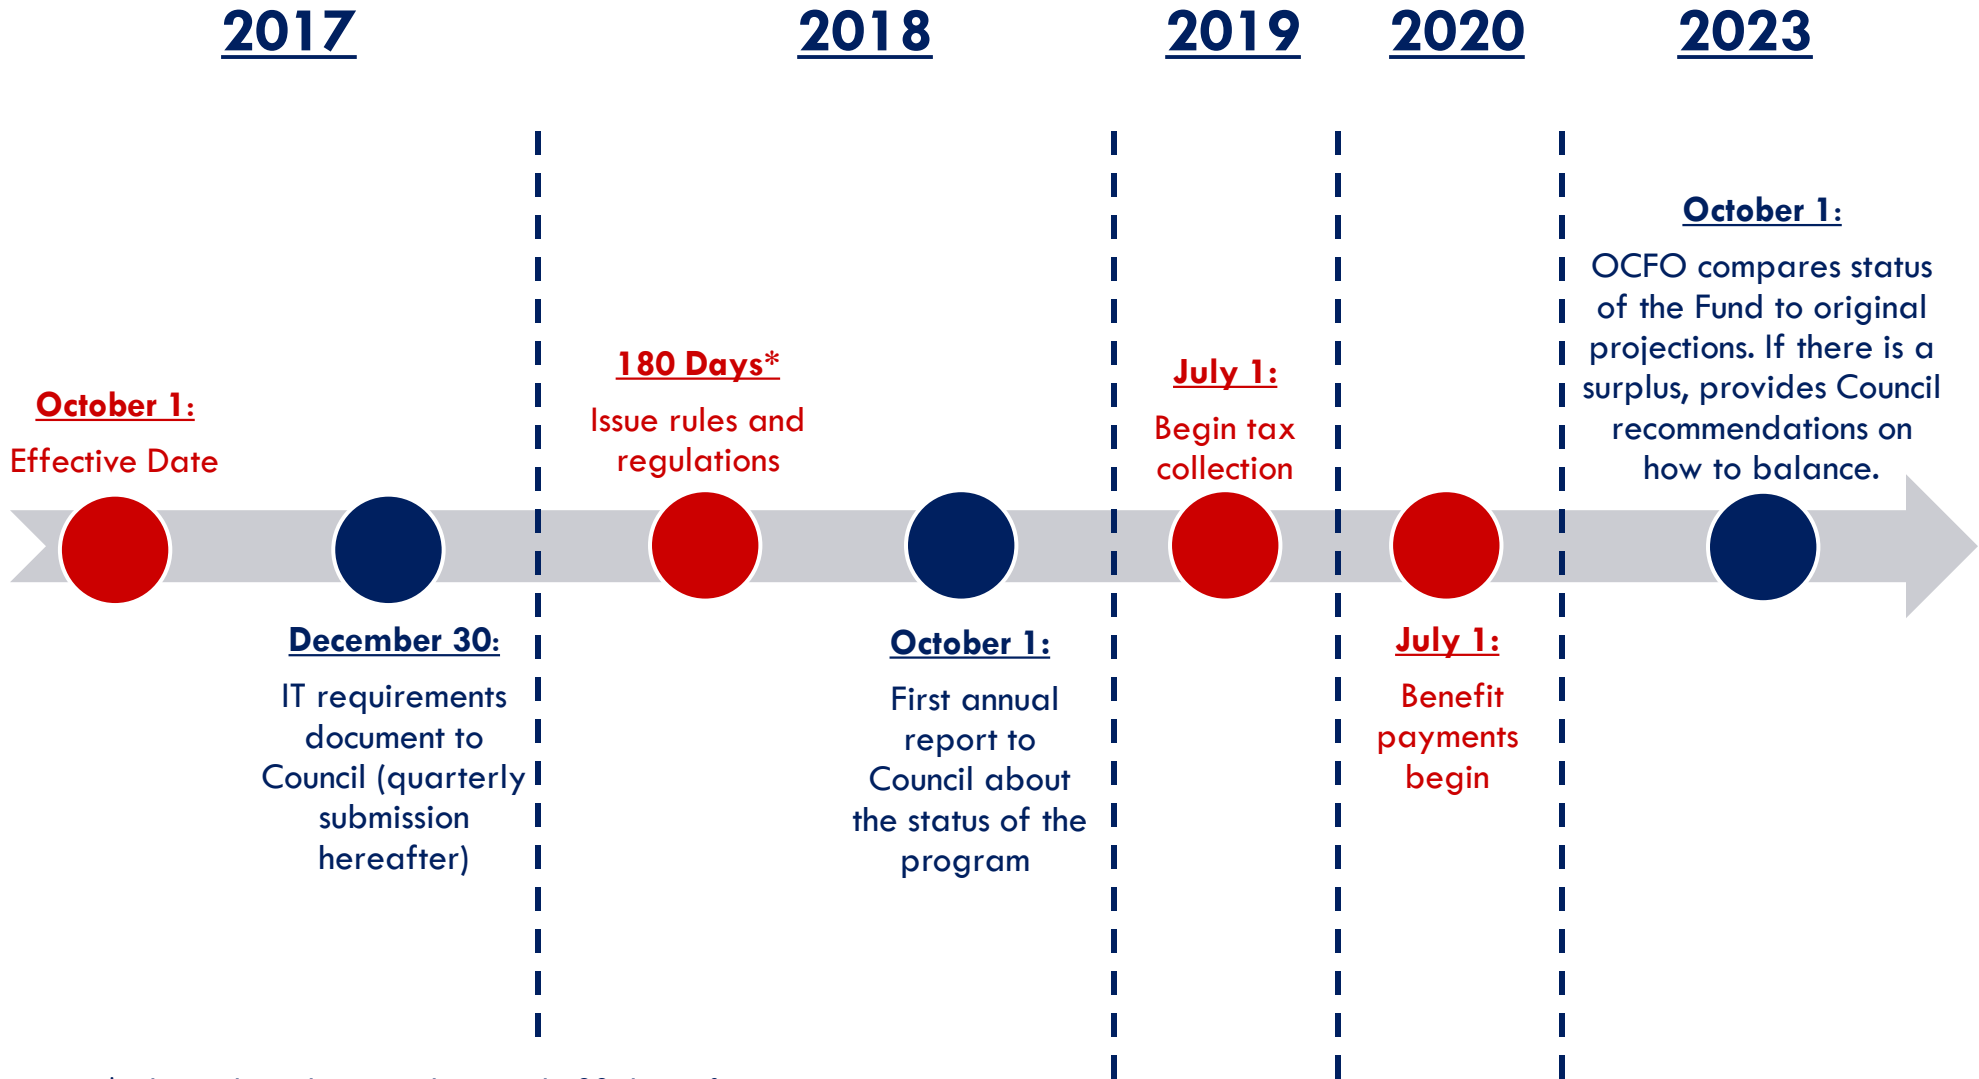 2017
2018
2019
2020
2023
October 1:
Effective Date
December 30:
IT requirements
document to
Council (quarterly
submission
hereafter)
180 Days*
Issue rules and
regulations
October 1:
First annual
report to
Council about
the status of the
program
July 1:
Begin tax
collection
July 1:
Benefit
payments
begin
October 1:
OCFO compares status
of the Fund to original
projections. If there is a
surplus, provides Council
recommendations on
how to balance.